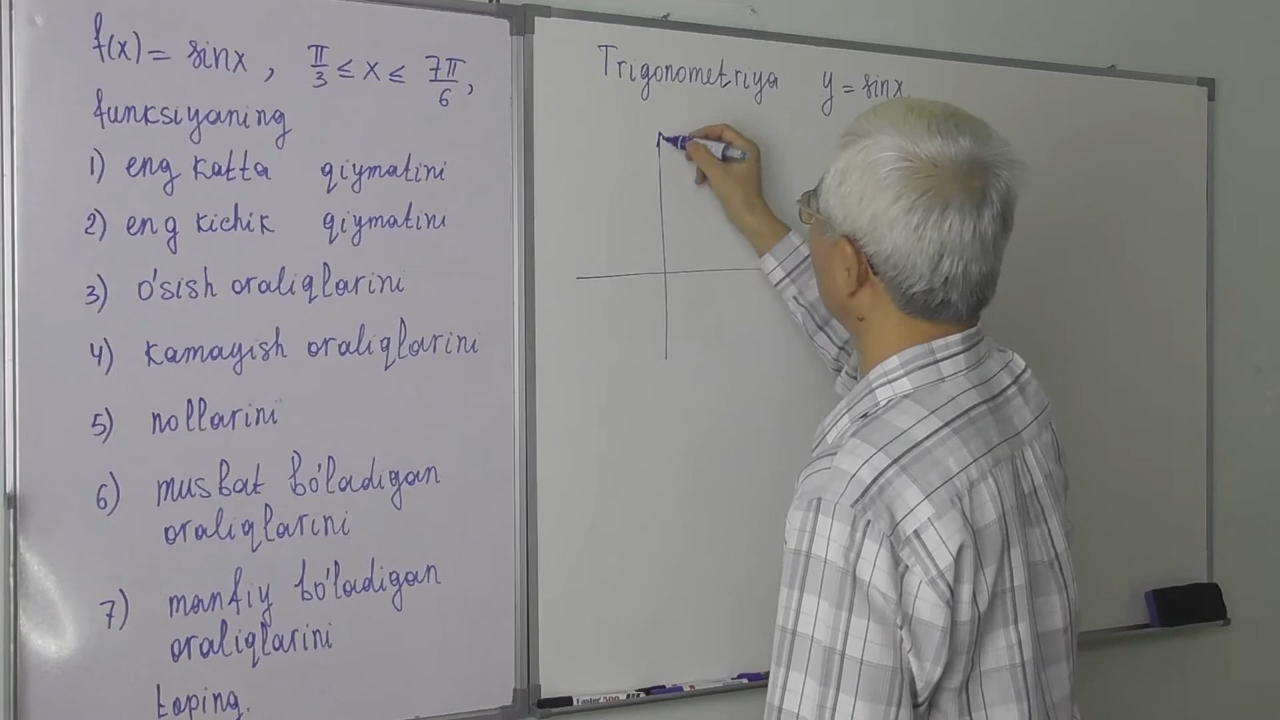 f(x) = sinx, π/3 ≤ x ≤ 7π/6,
funksiyaning
1) eng katta qiymatini
2) eng kichik qiymatini
3) o'sish oraliqlarini
4) kamayish oraliqlarini
5) nollarini
6) musbat bo'ladigan
oraliqlarini
7) manfiy bo'ladigan
oraliqlarini
toping.
Trigonometriya y = sinx